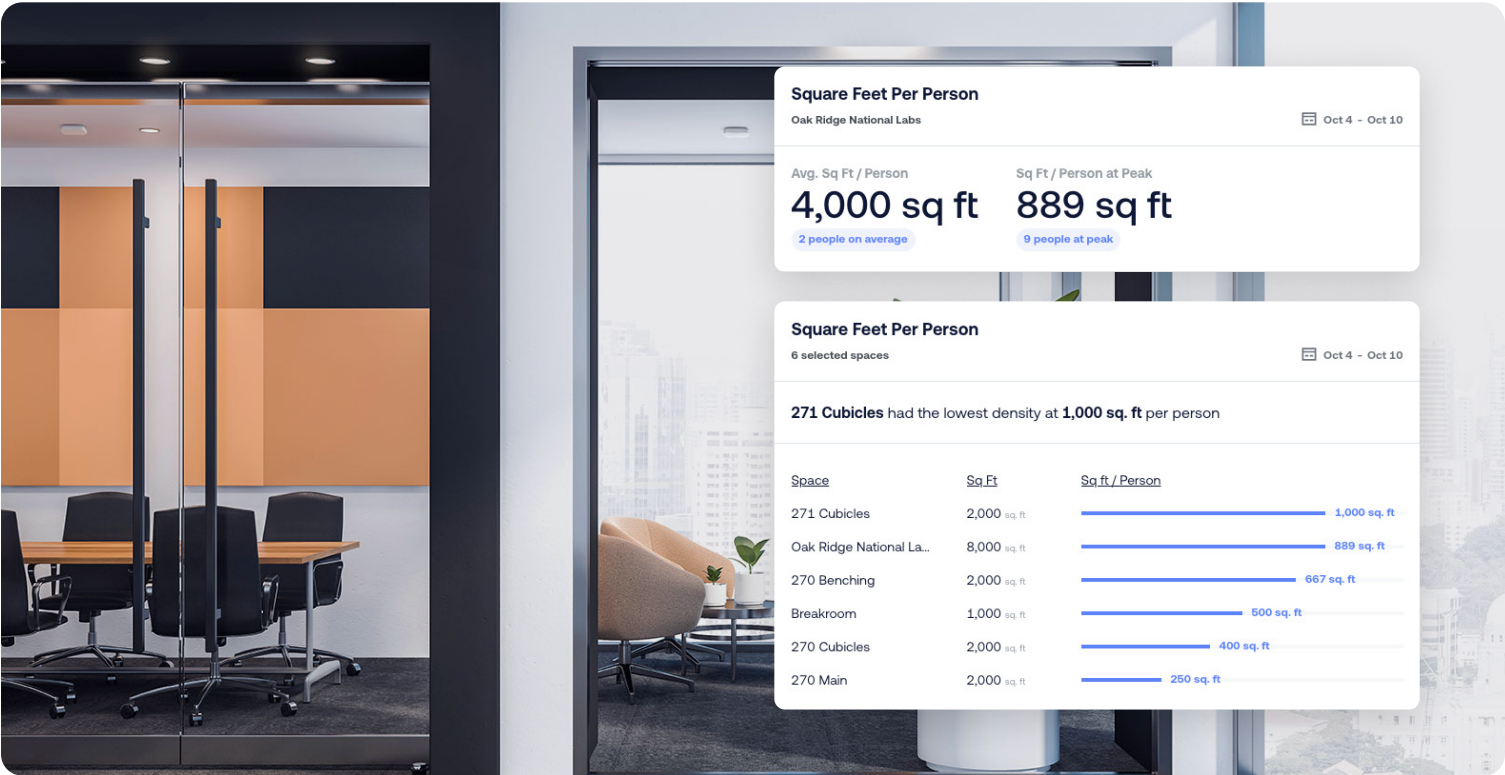 Square Feet Per Person
Oak Ridge National Labs
Oct 4 - Oct 10
Avg. Sq Ft / Person
Sq Ft / Person at Peak
4,000 sq ft
889 sq ft
2 people on average
9 people at peak
Square Feet Per Person
6 selected spaces
Oct 4 - Oct 10
271 Cubicles had the lowest density at 1,000 sq. ft per person
Space Sq Ft Sq ft / Person
271 Cubicles 2,000 sq. ft 1,000 sq. ft
Oak Ridge National La... 8,000 sq. ft 889 sq. ft
270 Benching 2,000 sq. ft 667 sq. ft
Breakroom 1,000 sq. ft 500 sq. ft
270 Cubicles 2,000 sq. ft 400 sq. ft
270 Main 2,000 sq. ft 250 sq. ft